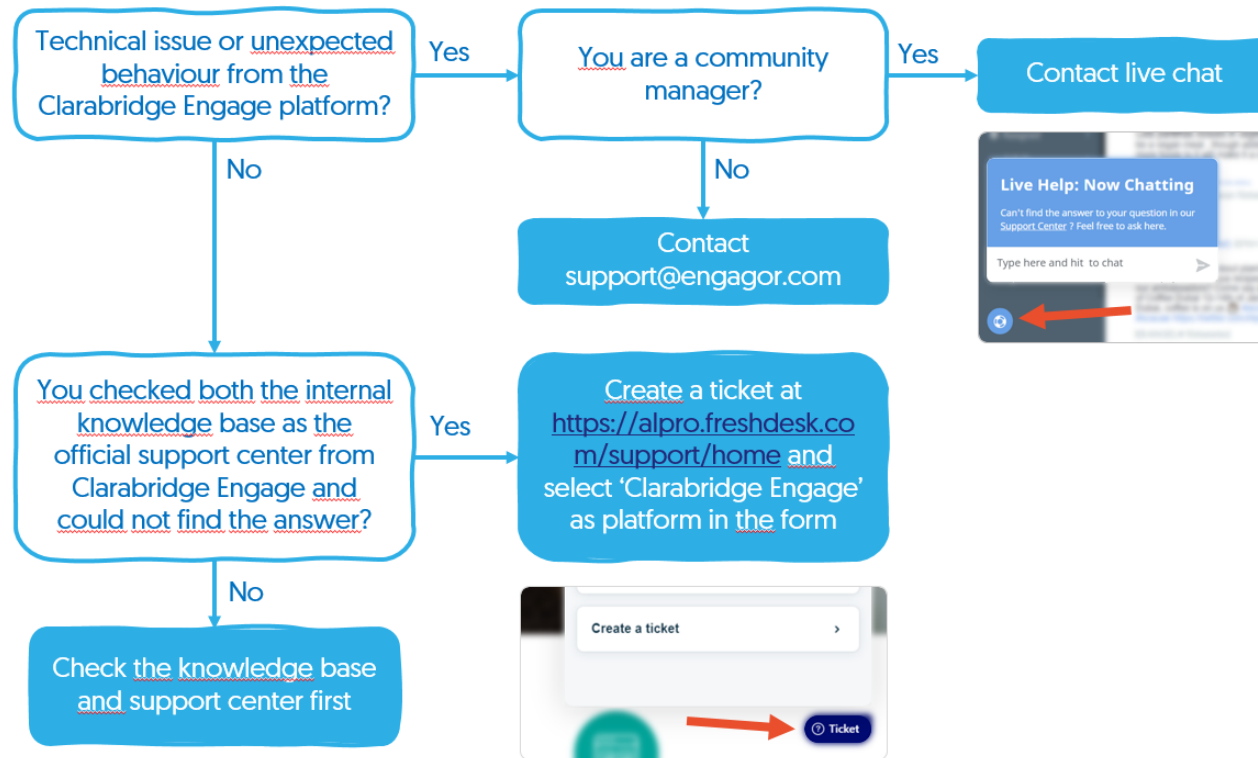 Technical issue or unexpected
behaviour from the
Clarabridge Engage platform?
Yes
You are a community
manager?
Yes
Contact live chat
No
No
Live Help: Now Chatting
Can't find the answer to your question in our
Support Center ? Feel free to ask here.
Type here and hit to chat
Contact
support@engagor.com
You checked both the internal
knowledge base as the
official support center from
Clarabridge Engage and
could not find the answer?
Yes
Create a ticket at
https://alpro.freshdesk.co
m/support/home and
select ‘Clarabridge Engage’
as platform in the form
No
Check the knowledge base
and support center first
Create a ticket
Ticket